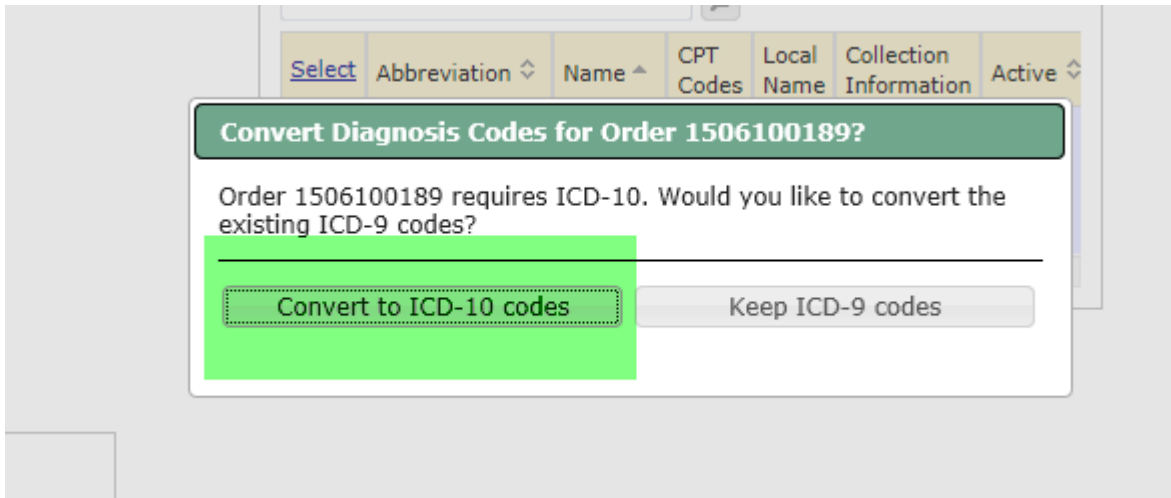 Select Abbreviation Name CPT Codes Local Name Collection Information Active
Convert Diagnosis Codes for Order 1506100189?
Order 1506100189 requires ICD-10. Would you like to convert the
existing ICD-9 codes?
Convert to ICD-10 codes Keep ICD-9 codes